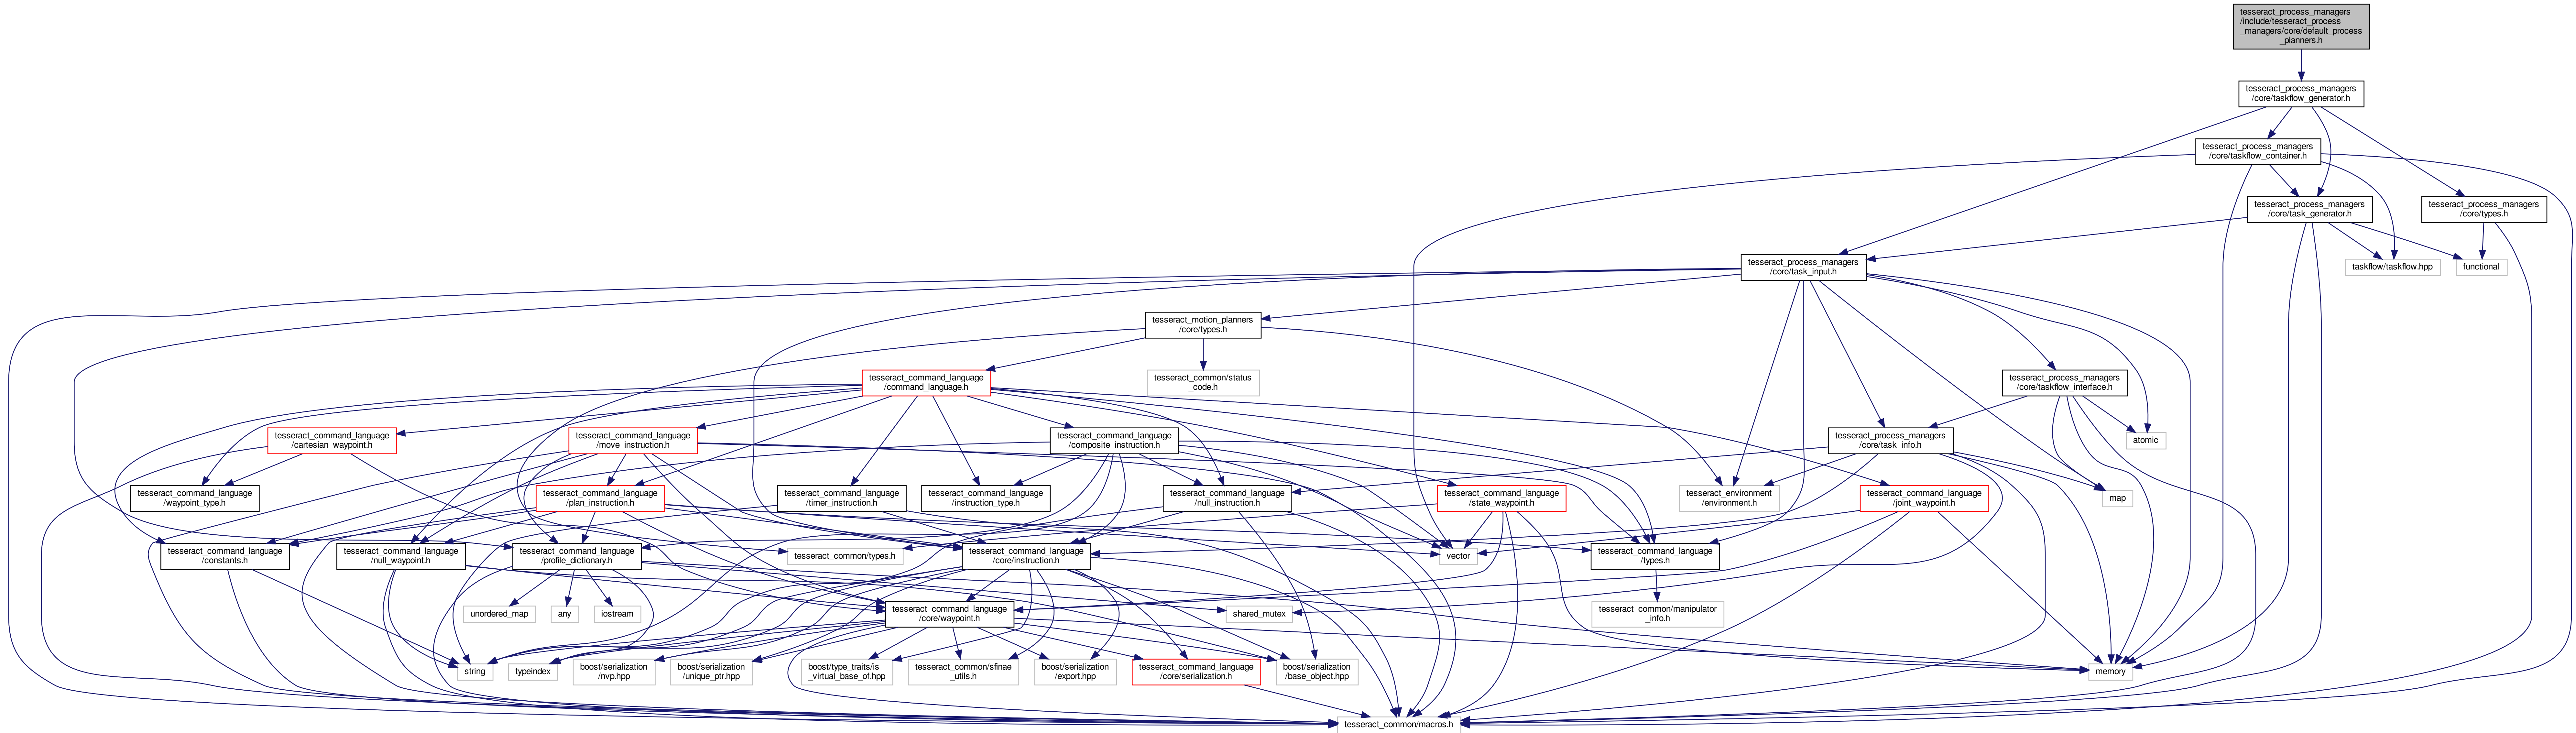 tesseract_process_managers
/include/tesseract_process
_managers/core/default_process
_planners.h
tesseract_process_managers
/core/taskflow_generator.h
tesseract_process_managers
/core/taskflow_container.h
tesseract_process_managers
/core/task_generator.h
tesseract_process_managers
/core/types.h
tesseract_process_managers
/core/task_input.h
taskflow/taskflow.hpp
functional
tesseract_motion_planners
/core/types.h
tesseract_command_language
/command_language.h
tesseract_common/status
_code.h
tesseract_process_managers
/core/taskflow_interface.h
tesseract_command_language
/cartesian_waypoint.h
tesseract_command_language
/move_instruction.h
tesseract_command_language
/composite_instruction.h
tesseract_process_managers
/core/task_info.h
atomic
tesseract_command_language
/waypoint_type.h
tesseract_command_language
/plan_instruction.h
tesseract_command_language
/timer_instruction.h
tesseract_command_language
/instruction_type.h
tesseract_command_language
/null_instruction.h
tesseract_command_language
/state_waypoint.h
tesseract_environment
/environment.h
tesseract_command_language
/joint_waypoint.h
map
tesseract_command_language
/constants.h
tesseract_command_language
/null_waypoint.h
tesseract_command_language
/profile_dictionary.h
tesseract_common/types.h
tesseract_command_language
/core/instruction.h
vector
tesseract_command_language
/types.h
unordered_map
any
iostream
tesseract_command_language
/core/waypoint.h
shared_mutex
tesseract_common/manipulator
_info.h
string
typeindex
boost/serialization
/nvp.hpp
boost/serialization
/unique_ptr.hpp
boost/type_traits/is
_virtual_base_of.hpp
tesseract_common/sfinae
_utils.h
boost/serialization
/export.hpp
tesseract_command_language
/core/serialization.h
boost/serialization
/base_object.hpp
memory
tesseract_common/macros.h